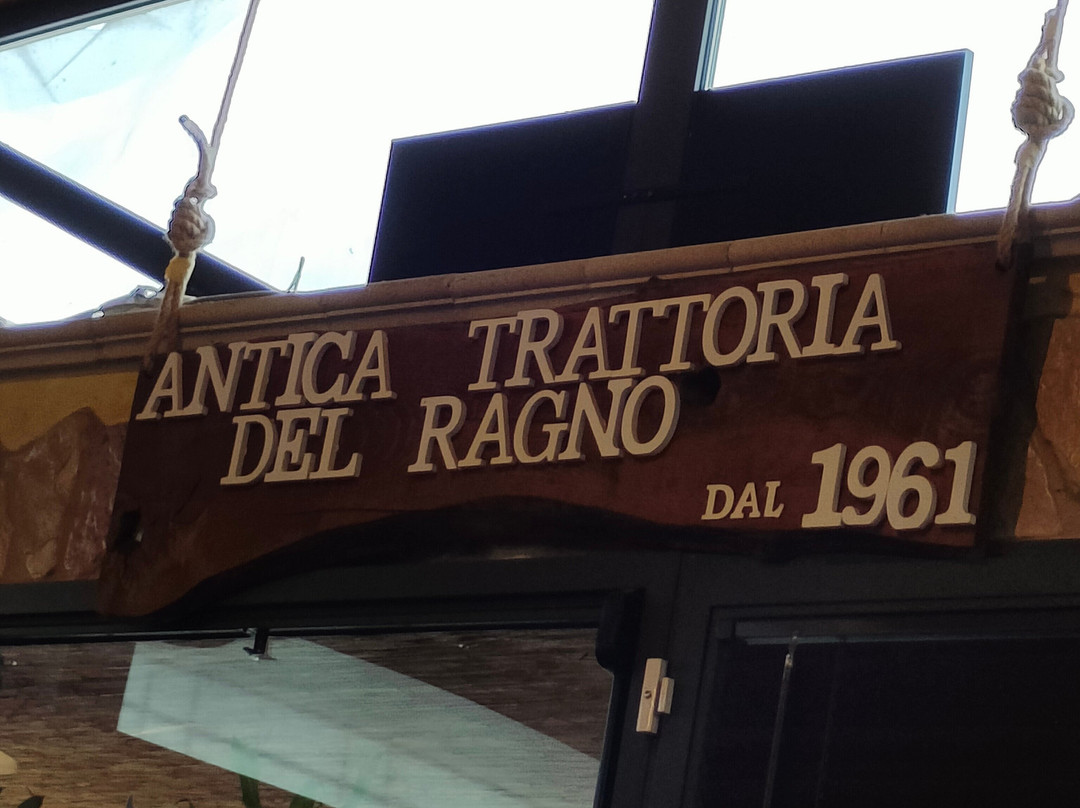 ANTICA TRATTORIA
DEL RAGNO
DAL 1961